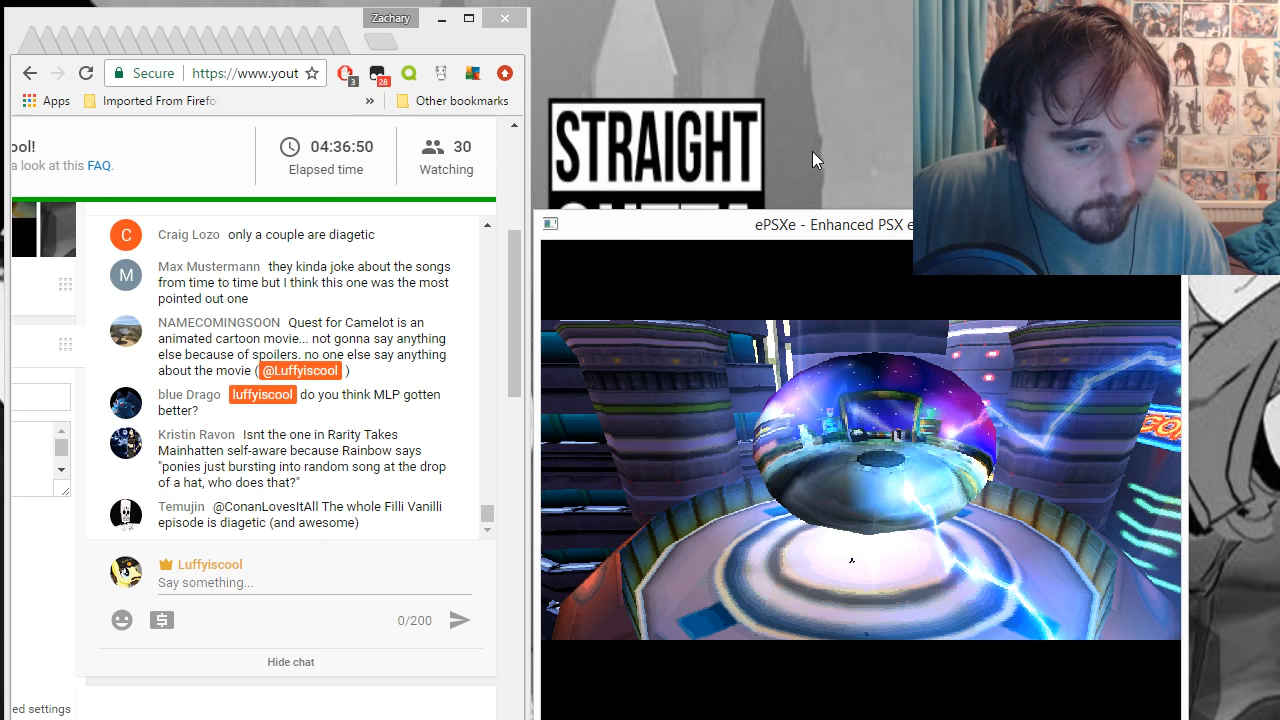 Zachary
Secure
https://www.yout
3
28
Apps
Imported From Firefo
»
Other bookmarks
ool!
a look at this FAQ.
04:36:50
Elapsed time
30
Watching
C
Craig Lozo only a couple are diagetic
M
Max Mustermann they kinda joke about the songs
from time to time but I think this one was the most
pointed out one
NAMECOMINGSOON Quest for Camelot is an
animated cartoon movie... not gonna say anything
else because of spoilers. no one else say anything
about the movie ( @Luffyiscool )
blue Drago luffyiscool do you think MLP gotten
better?
Kristin Ravon Isnt the one in Rarity Takes
Mainhatten self-aware because Rainbow says
"ponies just bursting into random song at the drop
of a hat, who does that?"
Temujin @ConanLovesItAll The whole Filli Vanilli
episode is diagetic (and awesome)
Luffyiscool
Say something...
0/200
Hide chat
ed settings
STRAIGHT
ePSXe - Enhanced PSX e